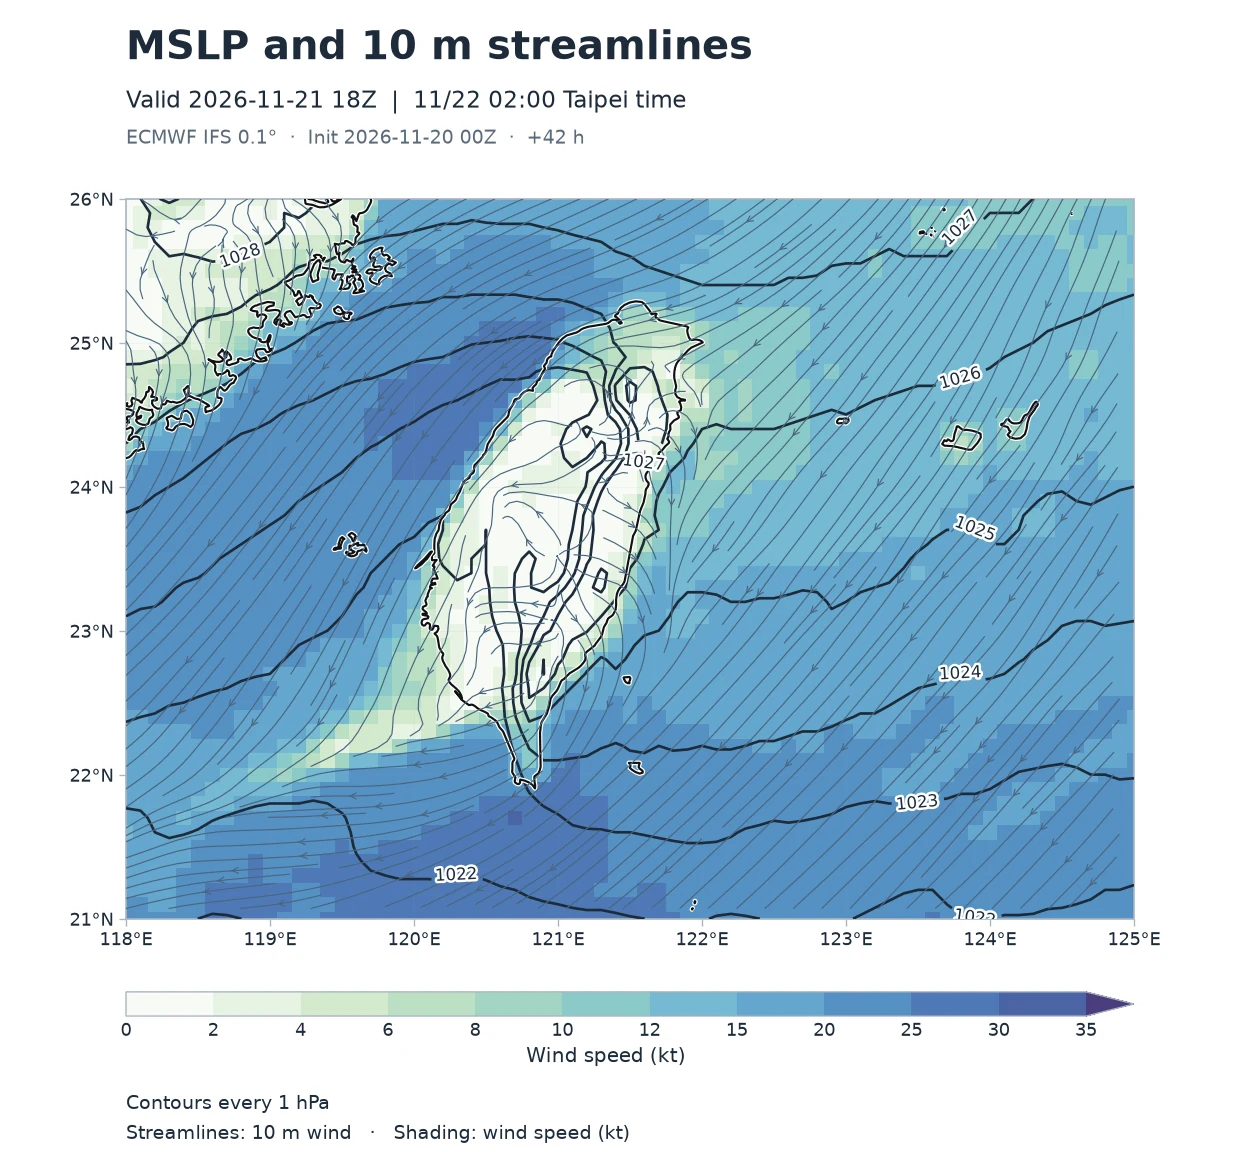 MSLP and 10 m streamlines
Valid 2026-11-21 18Z | 11/22 02:00 Taipei time
ECMWF IFS 0.1° · Init 2026-11-20 00Z · +42 h
26°N
1027
1028
25°N
1026
1027
24°N
1025
23°N
1024
22°N
1023
1022
1022
21°N
118°E 119°E 120°E 121°E 122°E 123°E 124°E 125°E
0 2 4 6 8 10 12 15 20 25 30 35
Wind speed (kt)
Contours every 1 hPa
Streamlines: 10 m wind · Shading: wind speed (kt)